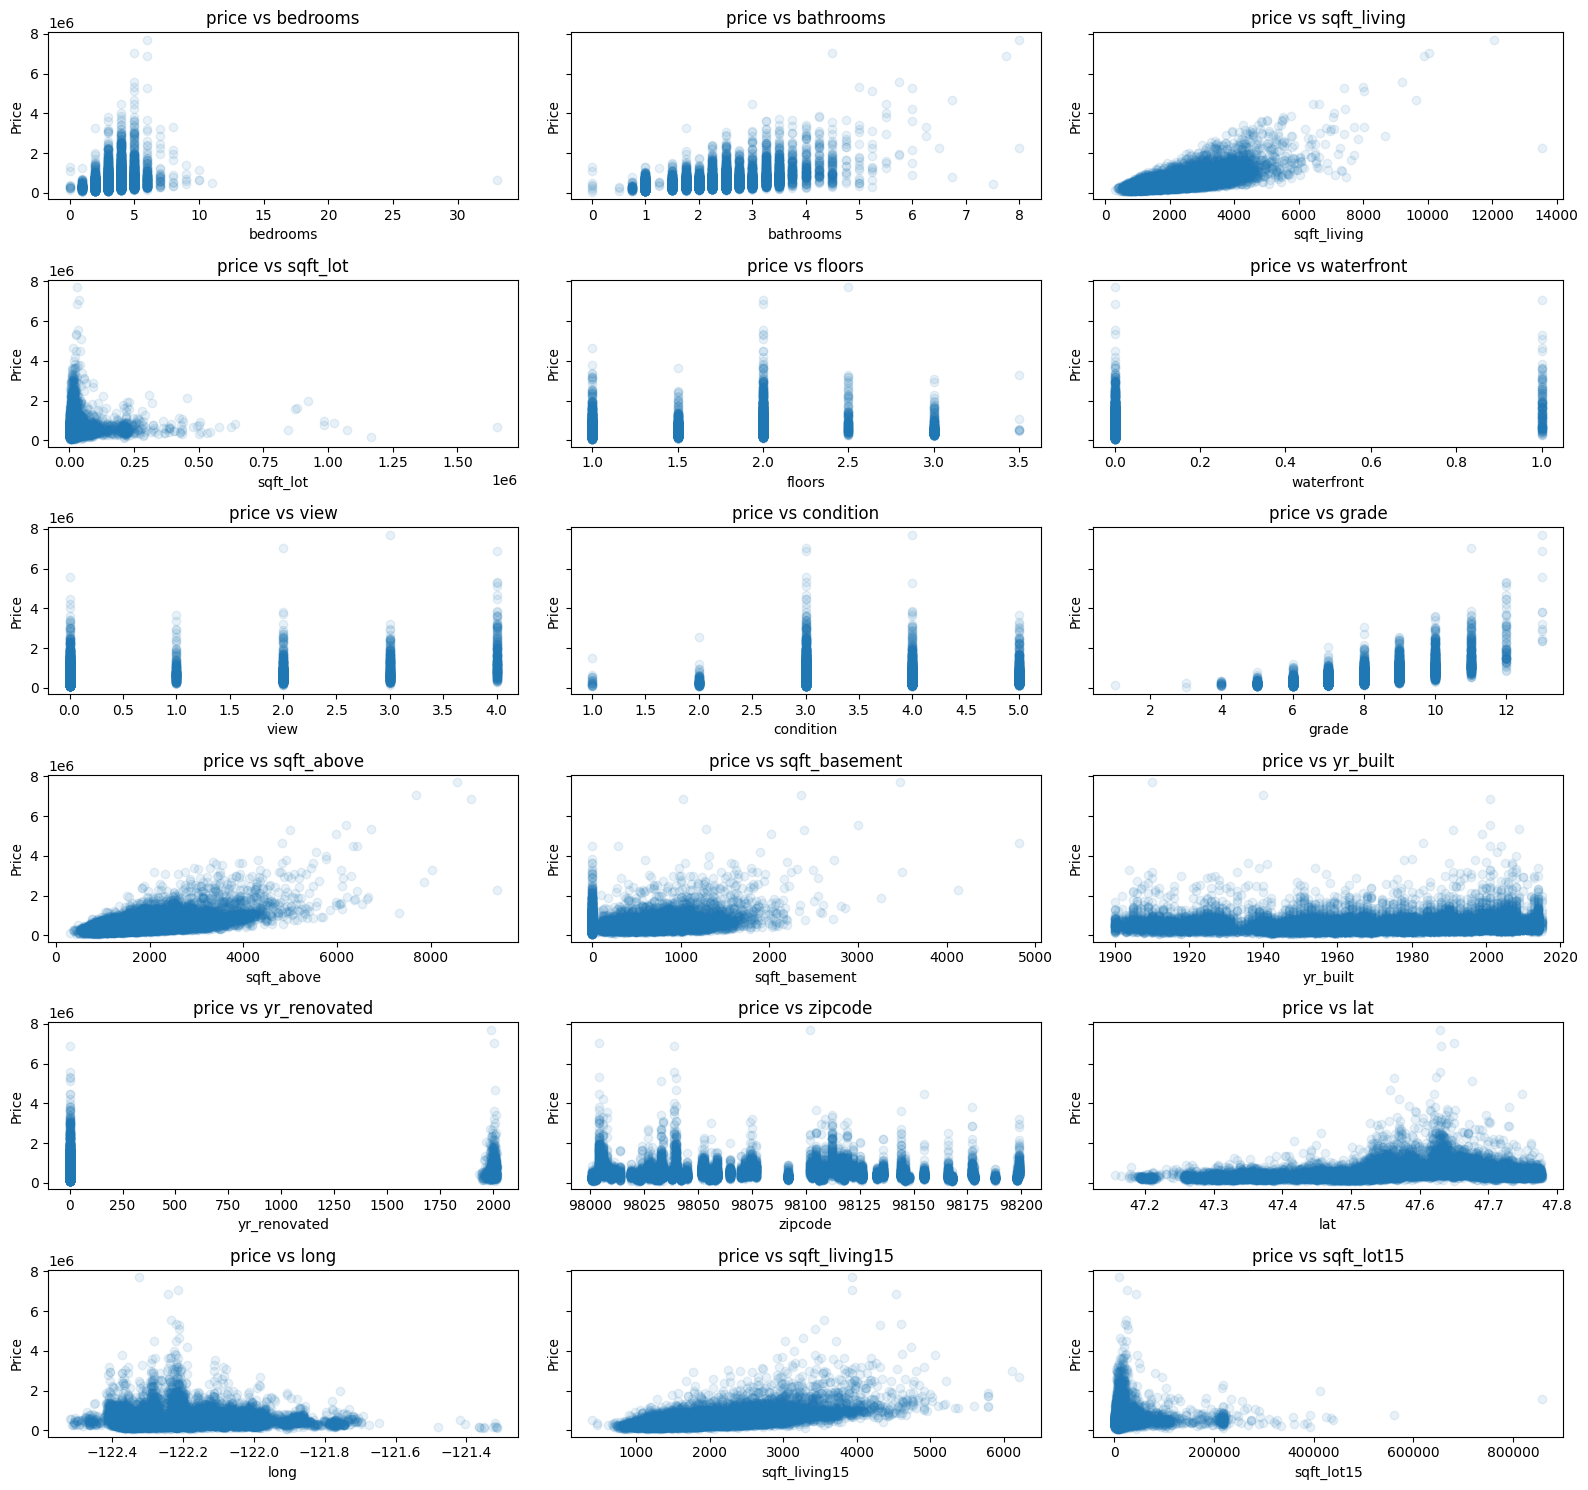 price vs bedrooms price vs bathrooms price vs sqft_living
1e6
8
6
4
2
0
Price Price Price
0 5 10 15 20 25 30
0 1 2 3 4 5 6 7 8
0 2000 4000 6000 8000 10000 12000 14000
bedrooms bathrooms sqft_living
price vs sqft_lot price vs floors price vs waterfront
1e6
8
6
4
2
0
Price Price Price
0.00 0.25 0.50 0.75 1.00 1.25 1.50
1e6
1.0 1.5 2.0 2.5 3.0 3.5
0.0 0.2 0.4 0.6 0.8 1.0
sqft_lot floors waterfront
price vs view price vs condition price vs grade
1e6
8
6
4
2
0
Price Price Price
0.0 0.5 1.0 1.5 2.0 2.5 3.0 3.5 4.0
1.0 1.5 2.0 2.5 3.0 3.5 4.0 4.5 5.0
2 4 6 8 10 12
view condition grade
price vs sqft_above price vs sqft_basement price vs yr_built
1e6
8
6
4
2
0
Price Price Price
0 2000 4000 6000 8000
0 1000 2000 3000 4000 5000
1900 1920 1940 1960 1980 2000 2020
sqft_above sqft_basement yr_built
price vs yr_renovated price vs zipcode price vs lat
1e6
8
6
4
2
0
Price Price Price
0 250 500 750 1000 1250 1500 1750 2000
98000 98025 98050 98075 98100 98125 98150 98175 98200
47.2 47.3 47.4 47.5 47.6 47.7 47.8
yr_renovated zipcode lat
price vs long price vs sqft_living15 price vs sqft_lot15
1e6
8
6
4
2
0
Price Price Price
−122.4 −122.2 −122.0 −121.8 −121.6 −121.4
1000 2000 3000 4000 5000 6000
0 200000 400000 600000 800000
long sqft_living15 sqft_lot15